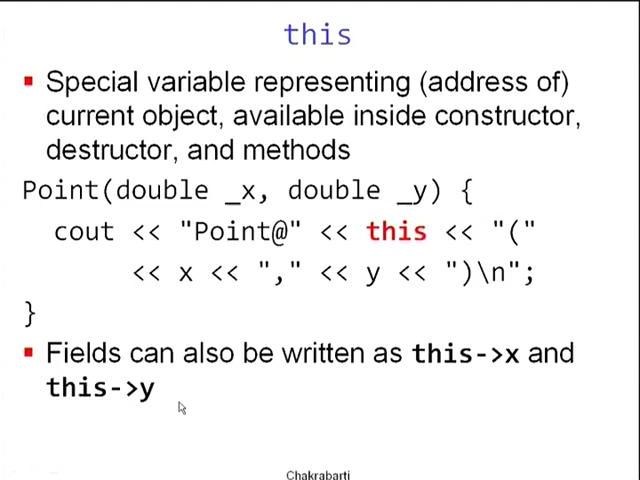 this
Special variable representing (address of)
current object, available inside constructor,
destructor, and methods
Point(double _x, double _y) {
cout << "Point@" << this << "("
<< x << "," << y << ")\n";
}
Fields can also be written as this->x and
this->y
Chakrabarti